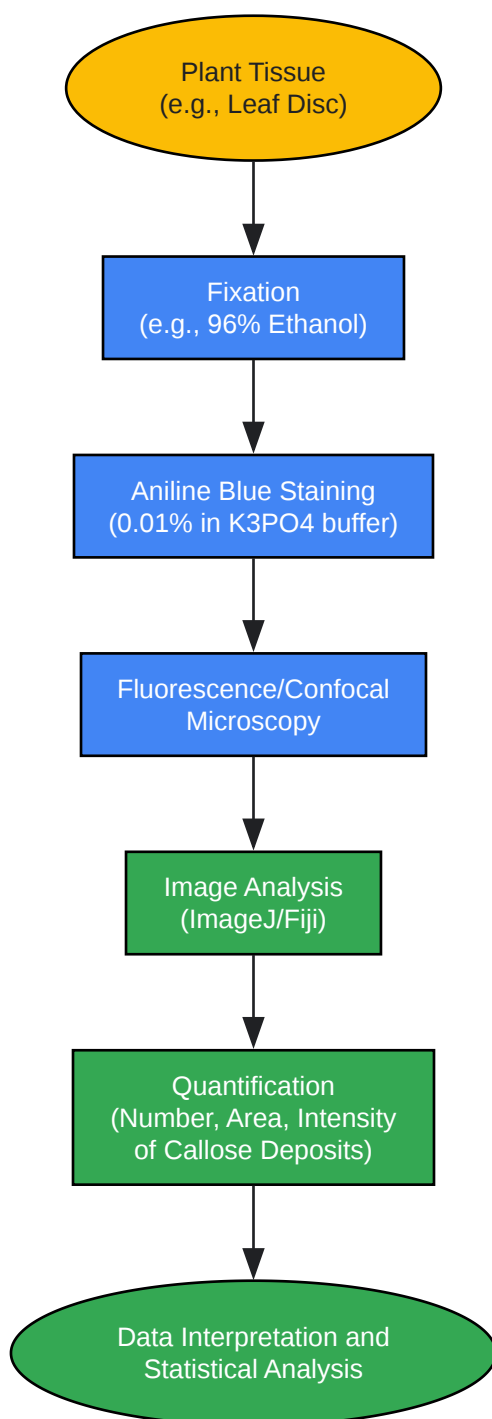 Plant Tissue
(e.g., Leaf Disc)
Fixation
(e.g., 96% Ethanol)
Aniline Blue Staining
(0.01% in K3PO4 buffer)
Fluorescence/Confocal
Microscopy
Image Analysis
(ImageJ/Fiji)
Quantification
(Number, Area, Intensity
of Callose Deposits)
Data Interpretation and
Statistical Analysis